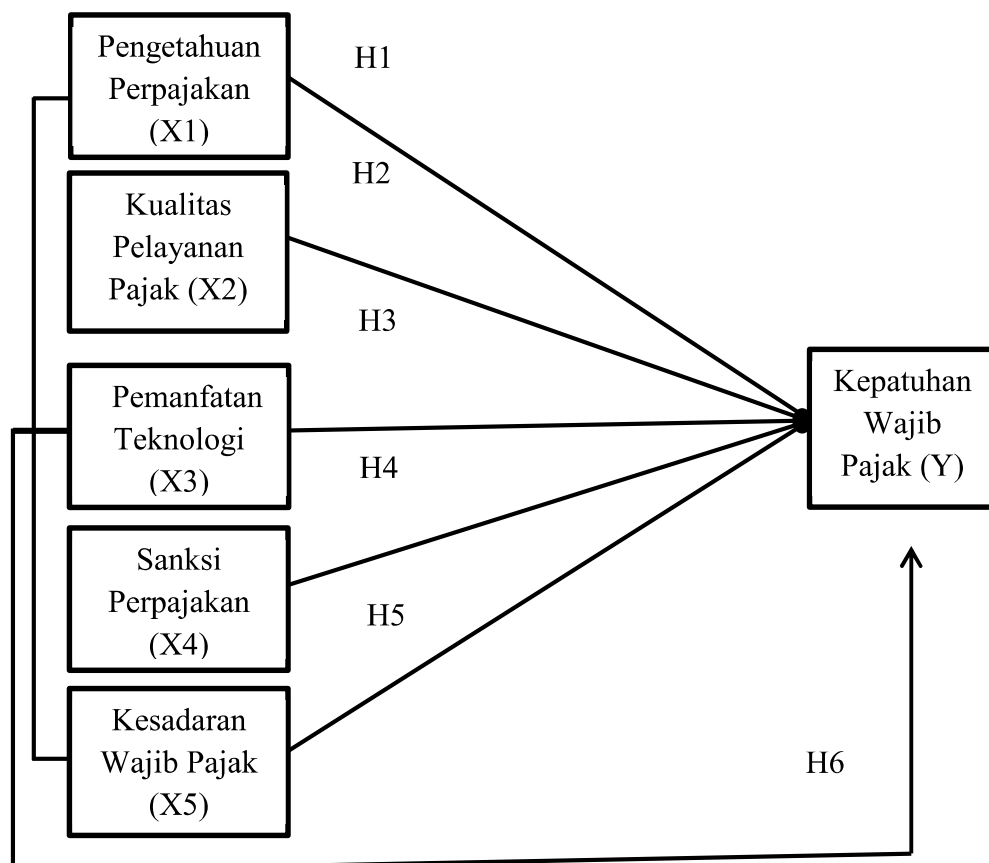 Pengetahuan
Perpajakan
(X1)
H1
H2
Kualitas
Pelayanan
Pajak (X2)
H3
Pemanfatan
Teknologi
(X3)
H4
Kepatuhan
Wajib
Pajak (Y)
Sanksi
Perpajakan
(X4)
H5
Kesadaran
Wajib Pajak
(X5)
H6